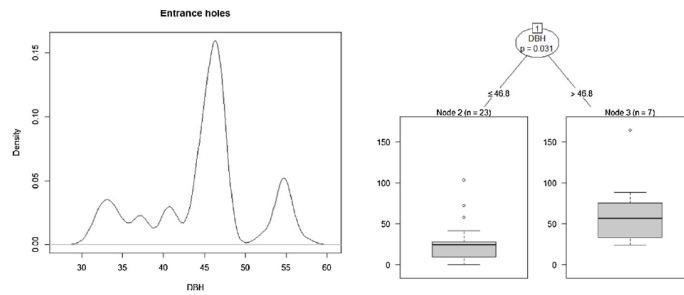 Entrance holes
Density
0.00
0.05
0.10
0.15
30 35 40 45 50 55 60
DBH
1
DBH
p = 0.031
≤ 46.8
> 46.8
Node 2 (n = 23)
150
100
50
0
Node 3 (n = 7)
150
100
50
0